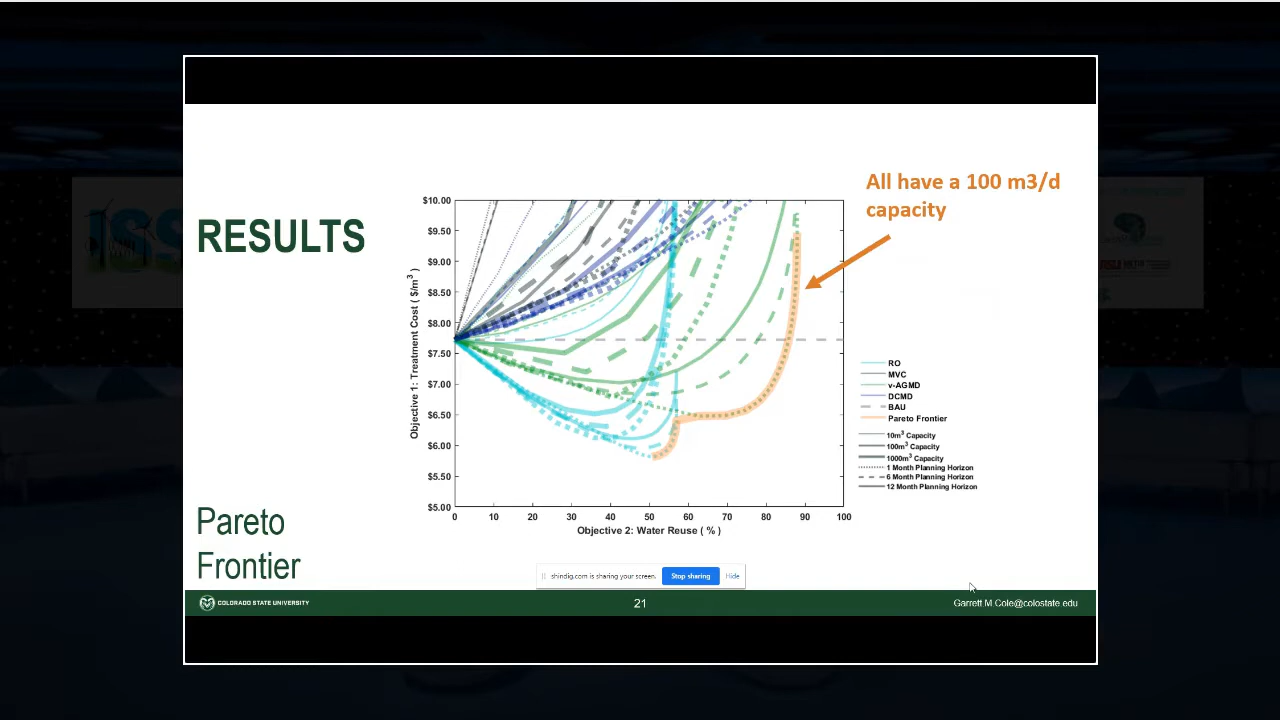 All have a 100 m3/d
capacity
RESULTS
$10.00
$9.50
$9.00
$8.50
$8.00
$7.50
$7.00
$6.50
$6.00
$5.50
$5.00
Objective 1: Treatment Cost ( $/m3 )
0 10 20 30 40 50 60 70 80 90 100
Objective 2: Water Reuse ( % )
RO
MVC
v-AGMD
DCMD
BAU
Pareto Frontier
10m3 Capacity
100m3 Capacity
1000m3 Capacity
1 Month Planning Horizon
6 Month Planning Horizon
12 Month Planning Horizon
Pareto
Frontier
shindig.com is sharing your screen.
Stop sharing
Hide
COLORADO STATE UNIVERSITY
21
Garrett.M.Cole@colostate.edu